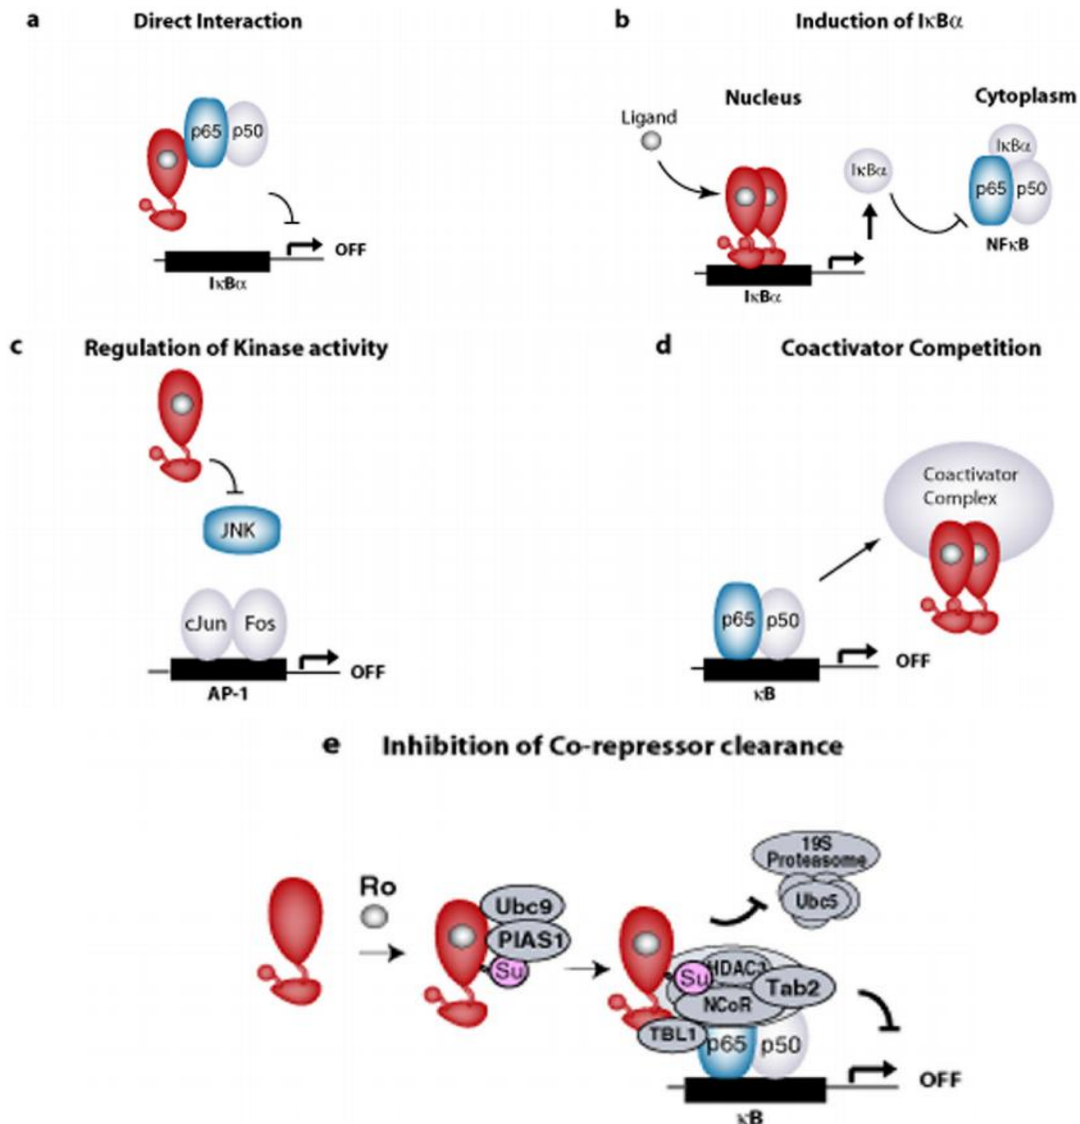 a Direct Interaction
p65 p50
OFF
IκBα
b Induction of IκBα
Nucleus Cytoplasm
Ligand
IκBα
IκBα
p65 p50
NFκB
IκBα
c Regulation of Kinase activity
JNK
cJun Fos
OFF
AP-1
d Coactivator Competition
Coactivator
Complex
p65 p50
OFF
κB
e Inhibition of Co-repressor clearance
19S
Proteasome
Ubc5
Ro
Ubc9
PIAS1
Su
Su HDAC3
Tab2
NCoR
TBL1
p65 p50
OFF
κB